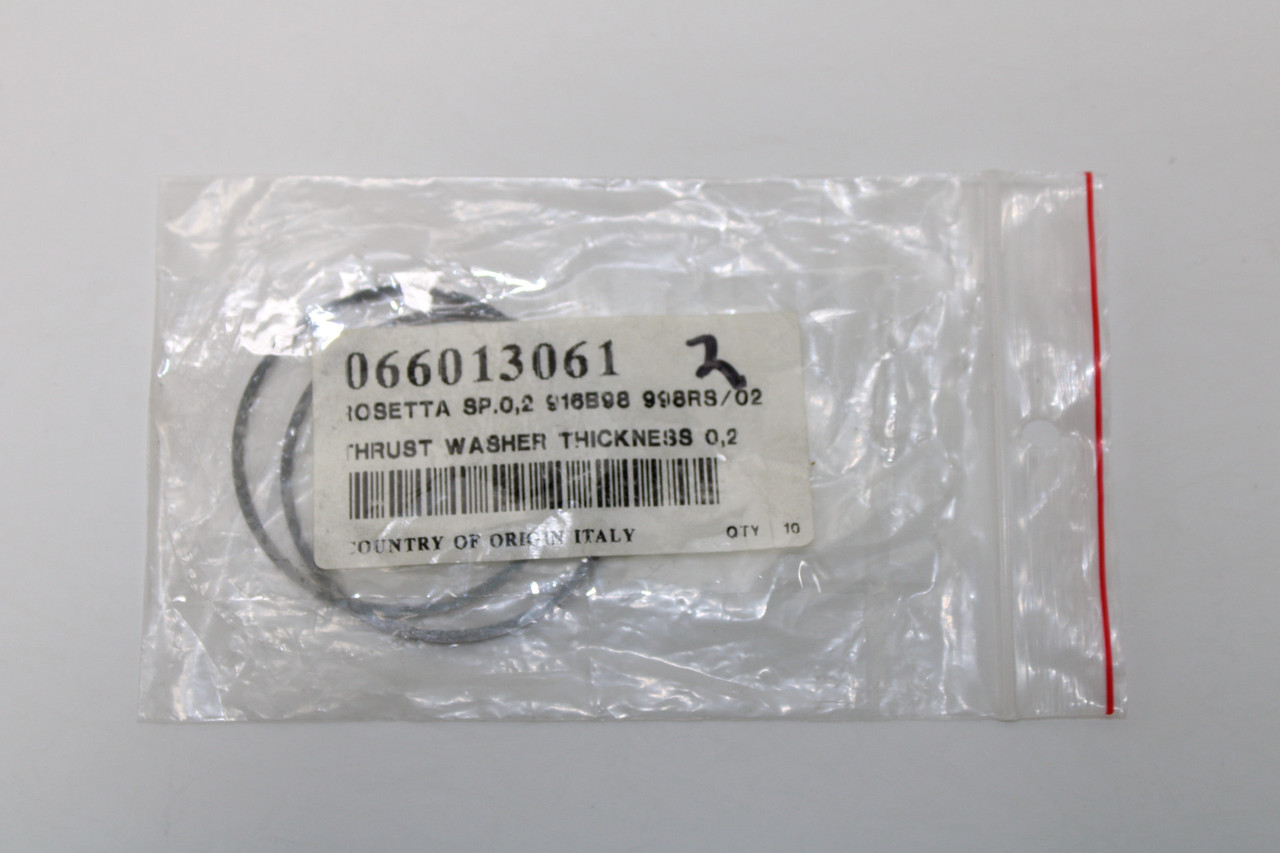 066013061 2
ROSETTA SP.0,2 916B98 998RS/02
THRUST WASHER THICKNESS 0,2
COUNTRY OF ORIGIN ITALY QTY 10